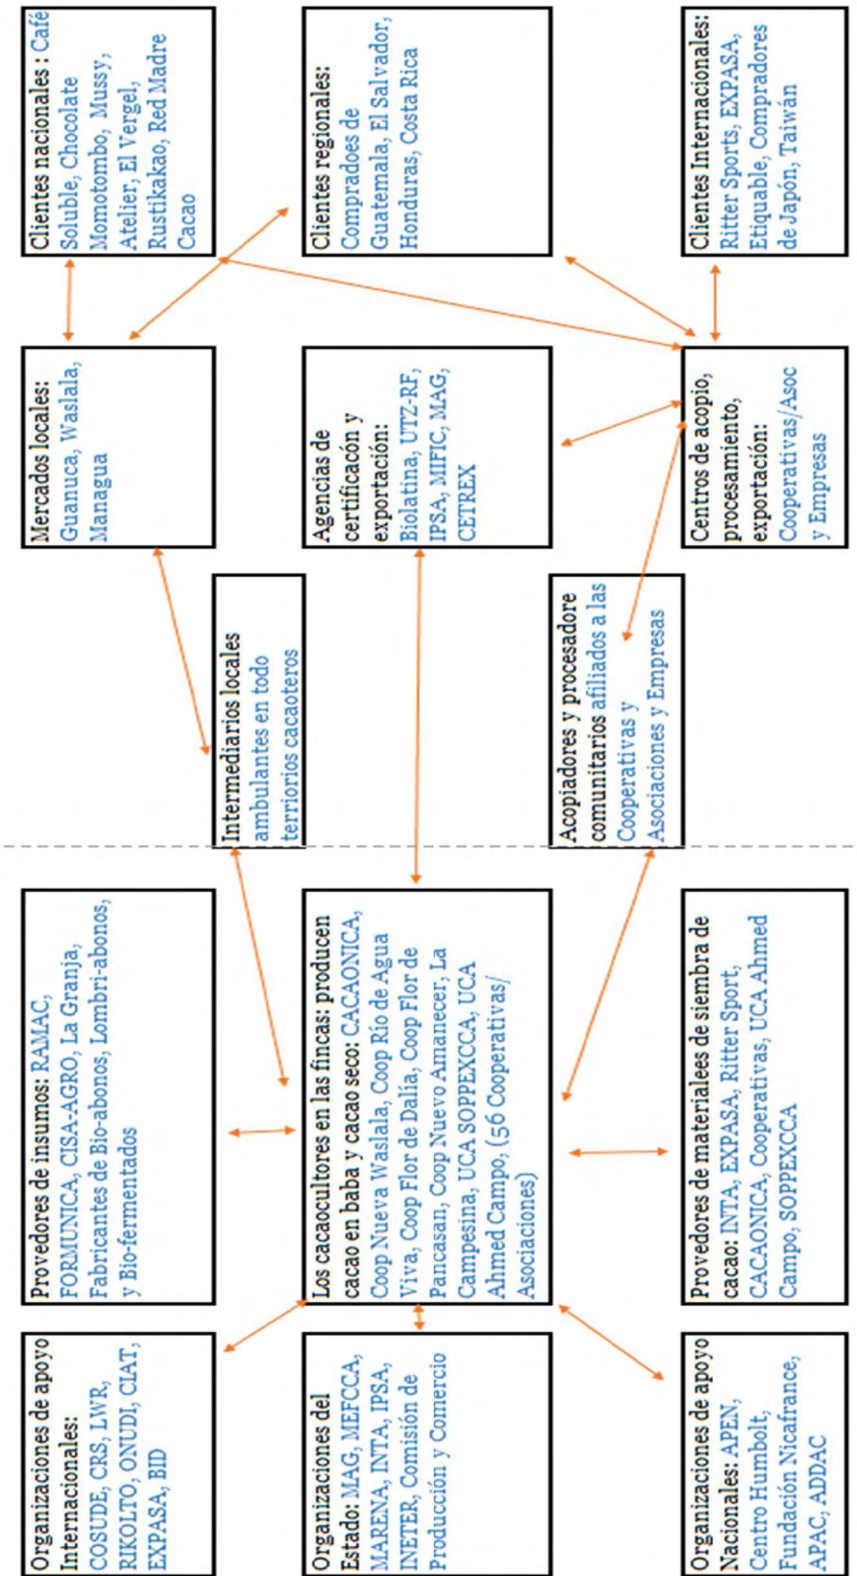 Organizaciones de apoyo
Internacionales:
COSUDE, CRS, LWR,
RIKOLTO, ONUDI, CIAT,
EXPASA, BID
Provedores de insumos: RAMAC,
FORMUNICA, CISA-AGRO, La Granja,
Fabricantes de Bio-abonos, Lombri-abonos,
y Bio-fermentados
Mercados locales:
Guanuca, Waslala,
Managua
Clientes nacionales : Café
Soluble, Chocolate
Momotombo, Mussy,
Atelier, El Vergel,
Rustikakao, Red Madre
Cacao
Intermediarios locales
ambulantes en todo
terriorios cacaoteros
Organizaciones del
Estado: MAG, MEFCCA,
MARENA, INTA, IPSA,
INETER, Comisión de
Producción y Comercio
Los cacaocultores en las fincas: producen
cacao en baba y cacao seco: CACAONICA,
Coop Nueva Waslala, Coop Río de Agua
Viva, Coop Flor de Dalía, Coop Flor de
Pancasan, Coop Nuevo Amanecer, La
Campesina, UCA SOPPEXCCA, UCA
Ahmed Campo, (56 Cooperativas/
Asociaciones)
Agencias de
certificacón y
exportación:
Biolatina, UTZ-RF,
IPSA, MIFIC, MAG,
CETREX
Clientes regionales:
Compradoes de
Guatemala, El Salvador,
Honduras, Costa Rica
Acopiadores y procesadore
comunitarios afiliados a las
Cooperativas y
Asociaciones y Empresas
Organizaciones de apoyo
Nacionales: APEN,
Centro Humbolt,
Fundación Nicafrance,
APAC, ADDAC
Provedores de materialees de siembra de
cacao: INTA, EXPASA, Ritter Sport,
CACAONICA, Cooperativas, UCA Ahmed
Campo, SOPPEXCCA
Centros de acopio,
procesamiento,
exportación:
Cooperativas/Asoc
y Empresas
Clientes Internacionales:
Ritter Sports, EXPASA,
Etiquable, Compradores
de Japón, Taiwán